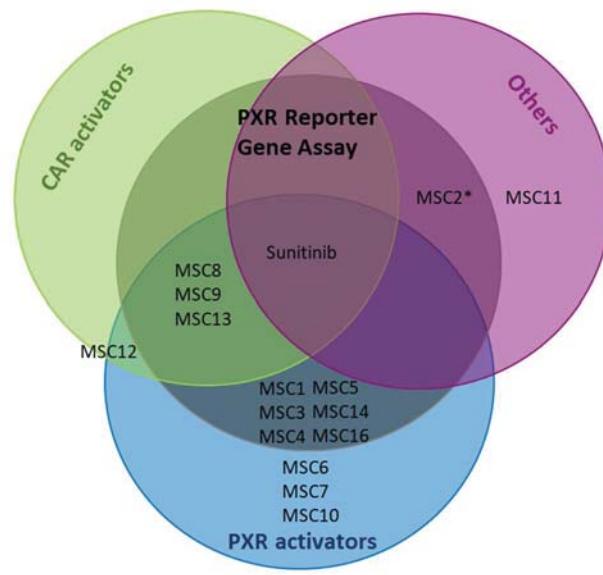 CAR activators
Others
PXR Reporter
Gene Assay
MSC2*
MSC11
Sunitinib
MSC8
MSC9
MSC13
MSC12
MSC1 MSC5
MSC3 MSC14
MSC4 MSC16
MSC6
MSC7
MSC10
PXR activators